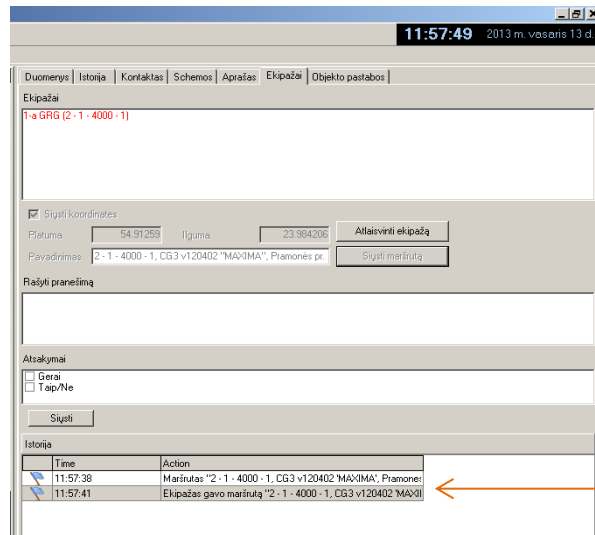 11:57:49 2013 m. vasaris 13 d.
Duomenys Istorija Kontaktas Schemos Aprašas Ekipažai Objekto pastabos
Ekipažai
1-a GRG (2 - 1 - 4000 - 1)
Siųsti koordinates
Platuma 54.91259 Ilguma 23.984206 Atlaisvinti ekipažą
Pavadinimas 2 - 1 - 4000 - 1, CG3 v120402 "MAXIMA", Pramonės pr. Siųsti maršrutą
Rašyti pranešimą
Atsakymai
Gerai
Taip/Ne
Siųsti
Istorija
Time Action
11:57:38 Maršrutas "2 - 1 - 4000 - 1, CG3 v120402 'MAXIMA', Pramonės
11:57:41 Ekipažas gavo maršrutą "2 - 1 - 4000 - 1, CG3 v120402 'MAXI